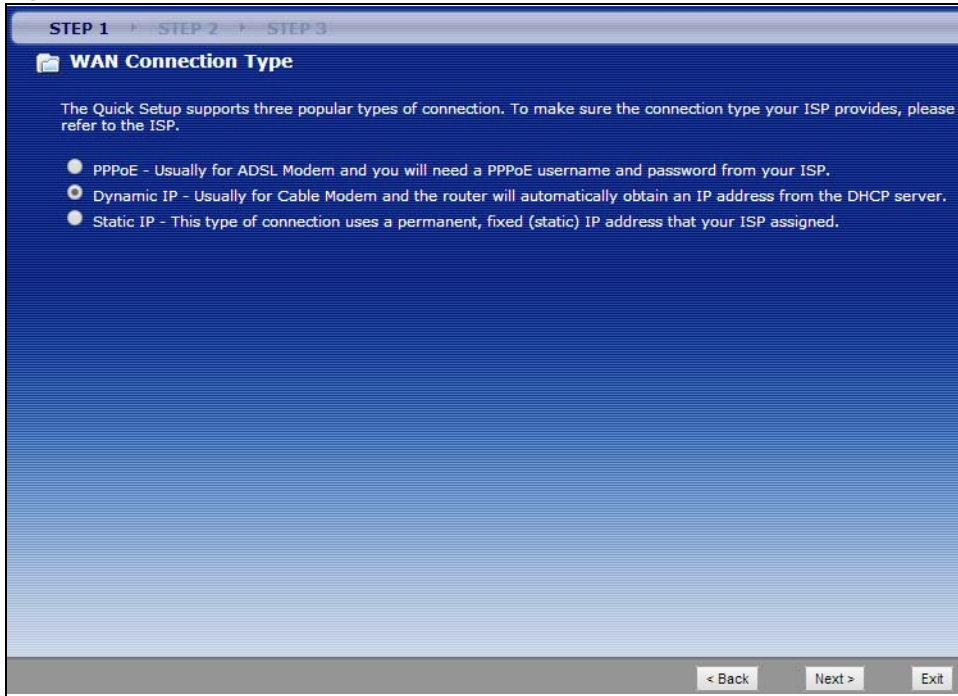 STEP 1 STEP 2 STEP 3
WAN Connection Type
The Quick Setup supports three popular types of connection. To make sure the connection type your ISP provides, please
refer to the ISP.
PPPoE - Usually for ADSL Modem and you will need a PPPoE username and password from your ISP.
Dynamic IP - Usually for Cable Modem and the router will automatically obtain an IP address from the DHCP server.
Static IP - This type of connection uses a permanent, fixed (static) IP address that your ISP assigned.
< Back Next > Exit